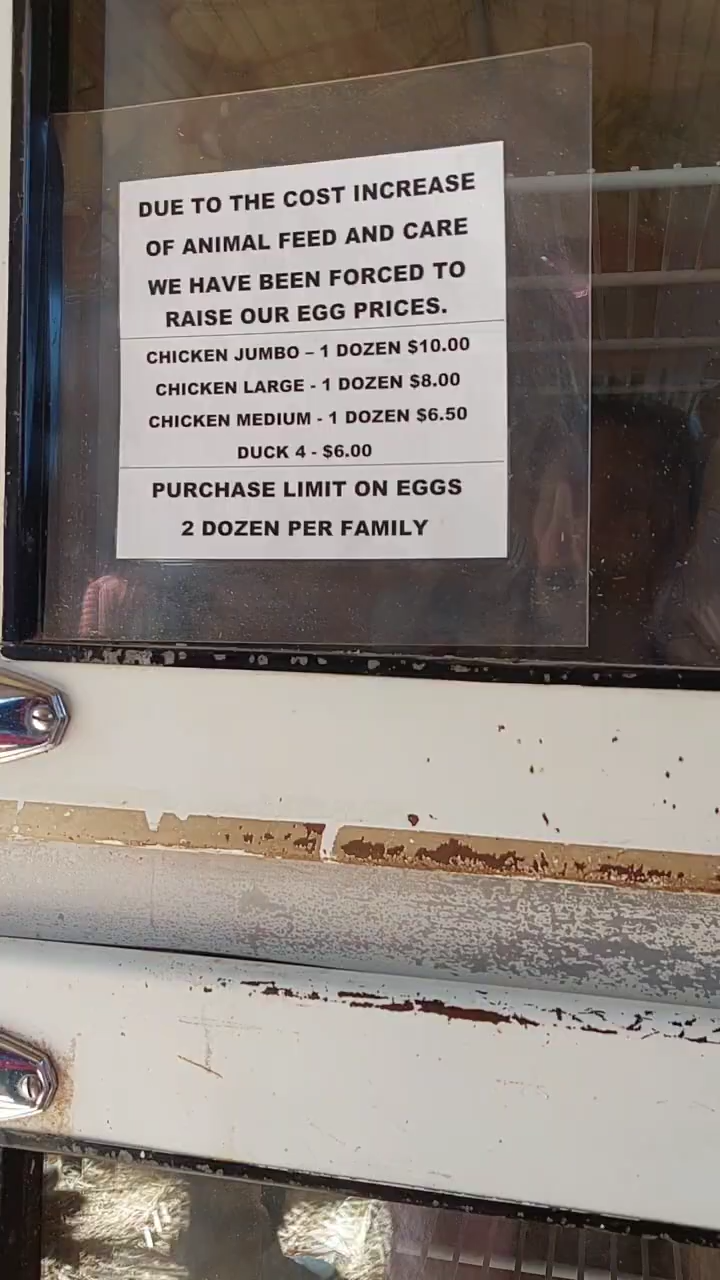 DUE TO THE COST INCREASE
OF ANIMAL FEED AND CARE
WE HAVE BEEN FORCED TO
RAISE OUR EGG PRICES.
CHICKEN JUMBO – 1 DOZEN $10.00
CHICKEN LARGE - 1 DOZEN $8.00
CHICKEN MEDIUM - 1 DOZEN $6.50
DUCK 4 - $6.00
PURCHASE LIMIT ON EGGS
2 DOZEN PER FAMILY